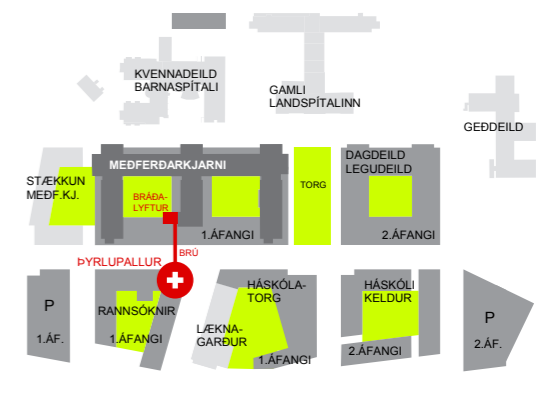 KVENNADEILD
BARNASPÍTALI
GAMLI
LANDSPÍTALINN
GEÐDEILD
MEÐFERÐARKJARNI
DAGDEILD
LEGUDEILD
STÆKKUN
MEÐF.KJ.
TORG
BRÁÐA-
LYFTUR
1.ÁFANGI
2.ÁFANGI
BRÚ
ÞYRLUPALLUR
P
1.ÁF.
RANNSÓKNIR
1.ÁFANGI
HÁSKÓLA-
TORG
LÆKNA-
GARÐUR
1.ÁFANGI
HÁSKÓLI
KELDUR
2.ÁFANGI
P
2.ÁF.